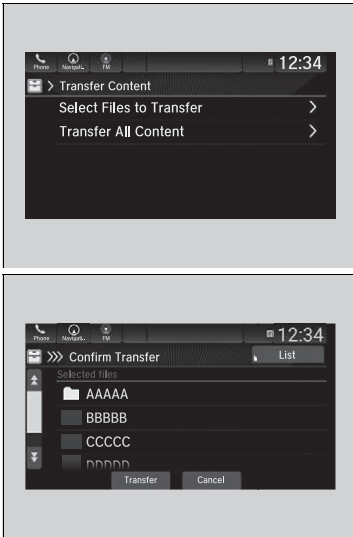 Phone Navigati.. FM 12:34
> Transfer Content
Select Files to Transfer >
Transfer All Content >
Phone Navigati.. FM 12:34
>>> Confirm Transfer List
Selected files
AAAAA
BBBBB
CCCCC
DDDDD
Transfer Cancel